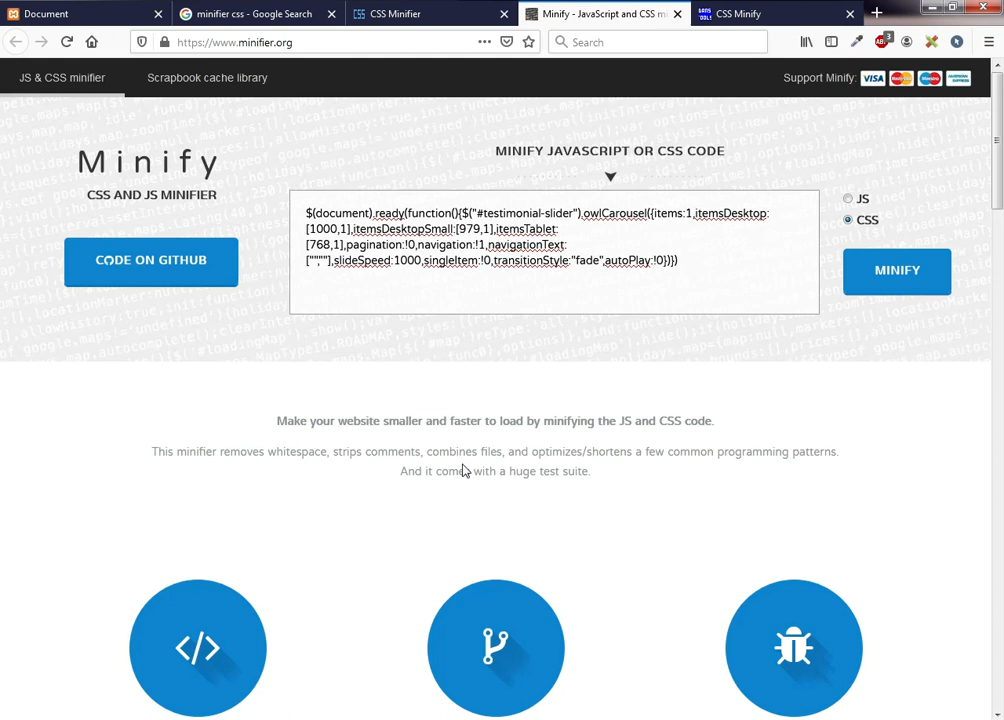 Document
minifier css - Google Search
CSS Minifier
Minify - JavaScript and CSS mi
CSS Minify
https://www.minifier.org
Search
3
JS & CSS minifier
Scrapbook cache library
Support Minify:
VISA
Minify
CSS AND JS MINIFIER
CODE ON GITHUB
MINIFY JAVASCRIPT OR CSS CODE
$(document).ready(function(){$("#testimonial-slider").owlCarousel({items:1,itemsDesktop:
[1000,1],itemsDesktopSmall:[979,1],itemsTablet:
[768,1],pagination:!0,navigation:!1,navigationText:
["",""],slideSpeed:1000,singleItem:!0,transitionStyle:"fade",autoPlay:!0})})
JS
CSS
MINIFY
Make your website smaller and faster to load by minifying the JS and CSS code.
This minifier removes whitespace, strips comments, combines files, and optimizes/shortens a few common programming patterns.
And it comes with a huge test suite.